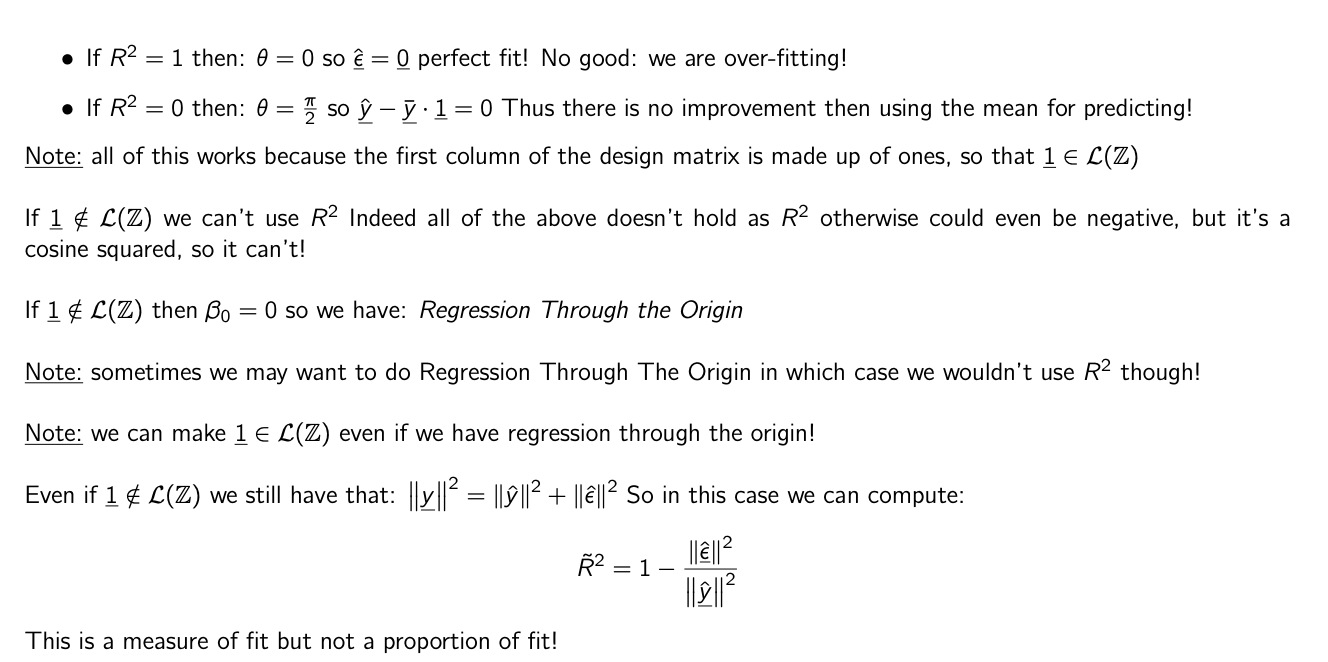 • If R² = 1 then: θ = 0 so ε̲̂ = 0̲ perfect fit! No good: we are over-fitting!
• If R² = 0 then: θ = π/2 so ŷ̲ − ȳ̲ · 1̲ = 0 Thus there is no improvement then using the mean for predicting!
Note: all of this works because the first column of the design matrix is made up of ones, so that 1̲ ∈ ℒ(ℤ)
If 1̲ ∉ ℒ(ℤ) we can't use R² Indeed all of the above doesn't hold as R² otherwise could even be negative, but it's a
cosine squared, so it can't!
If 1̲ ∉ ℒ(ℤ) then β₀ = 0 so we have: Regression Through the Origin
Note: sometimes we may want to do Regression Through The Origin in which case we wouldn't use R² though!
Note: we can make 1̲ ∈ ℒ(ℤ) even if we have regression through the origin!
Even if 1̲ ∉ ℒ(ℤ) we still have that: ‖y̲‖² = ‖ŷ‖² + ‖ε̂‖² So in this case we can compute:
R̃² = 1 − ‖ε̲̂‖² / ‖ŷ̲‖²
This is a measure of fit but not a proportion of fit!